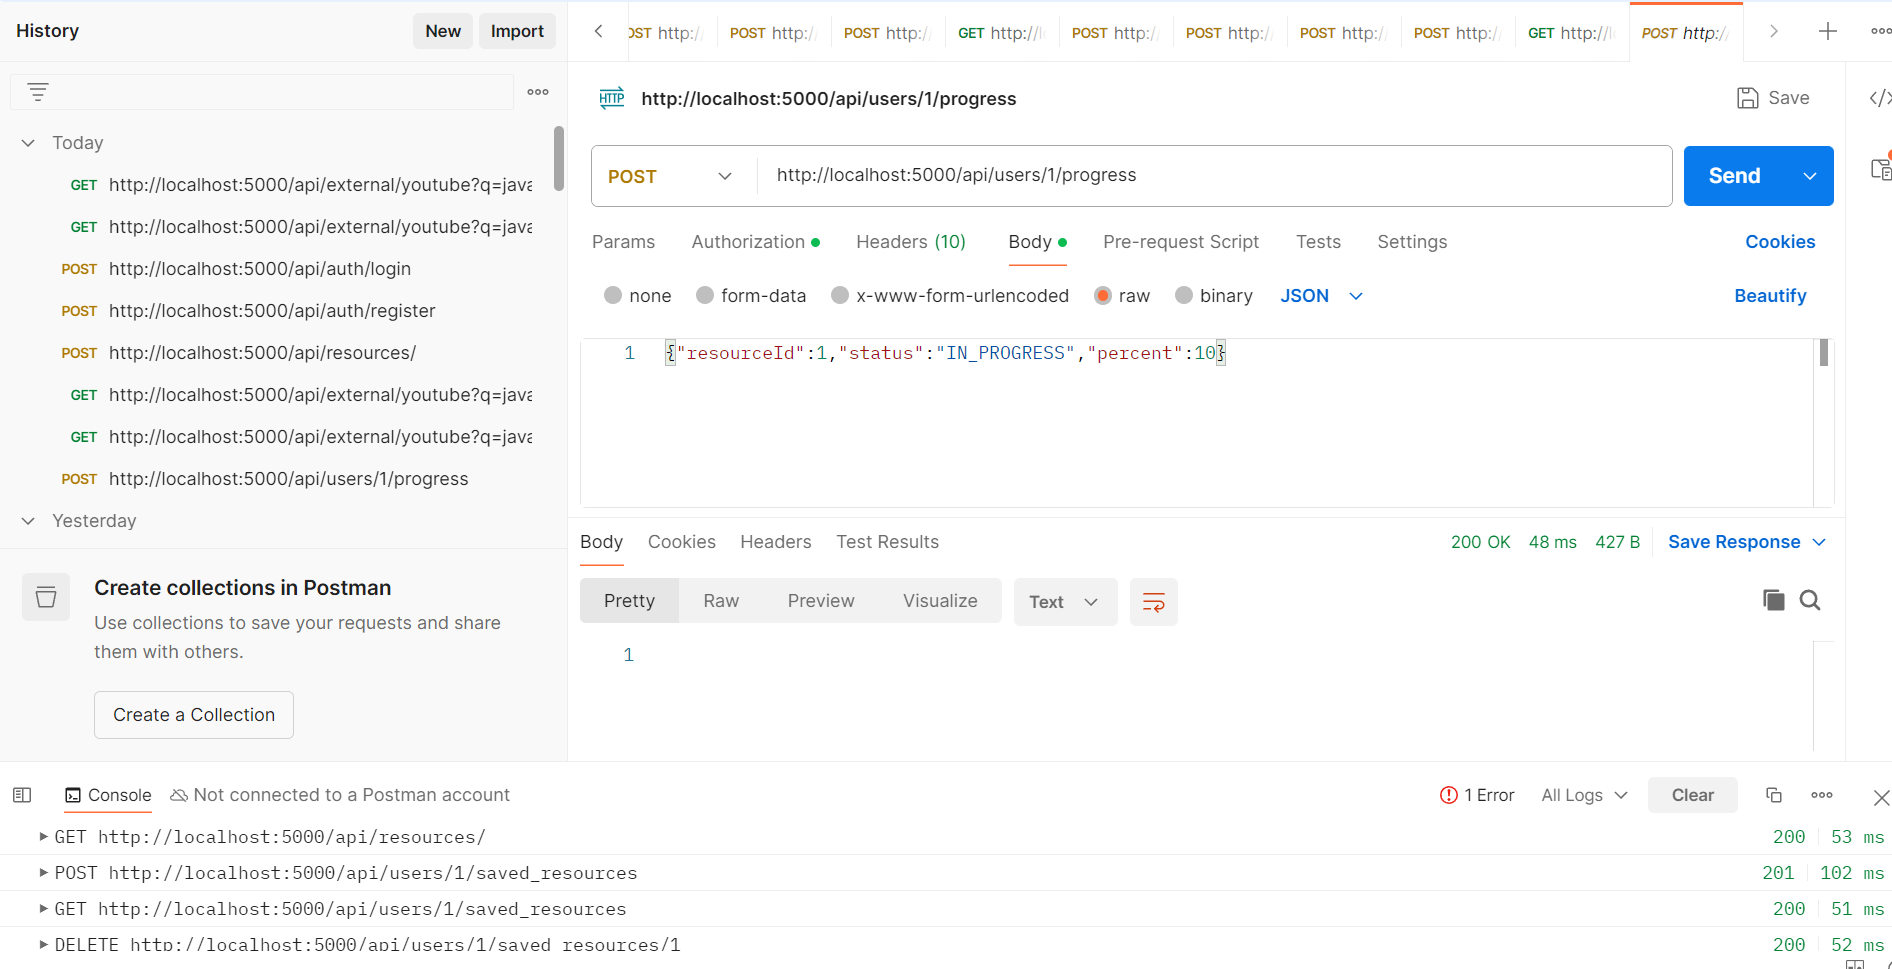 History
New
Import
OST http://
POST http:/
POST http:/
GET http://l
POST http:/
POST http:/
POST http:/
POST http:/
GET http://l
POST http:/
HTTP http://localhost:5000/api/users/1/progress
Save
Today
GET http://localhost:5000/api/external/youtube?q=java
GET http://localhost:5000/api/external/youtube?q=java
POST http://localhost:5000/api/auth/login
POST http://localhost:5000/api/auth/register
POST http://localhost:5000/api/resources/
GET http://localhost:5000/api/external/youtube?q=java
GET http://localhost:5000/api/external/youtube?q=java
POST http://localhost:5000/api/users/1/progress
Yesterday
Create collections in Postman
Use collections to save your requests and share
them with others.
Create a Collection
POST http://localhost:5000/api/users/1/progress
Send
Params Authorization Headers (10) Body Pre-request Script Tests Settings Cookies
none form-data x-www-form-urlencoded raw binary JSON Beautify
1 {"resourceId":1,"status":"IN_PROGRESS","percent":10}
Body Cookies Headers Test Results 200 OK 48 ms 427 B Save Response
Pretty Raw Preview Visualize Text
1
Console Not connected to a Postman account 1 Error All Logs Clear
GET http://localhost:5000/api/resources/ 200 53 ms
POST http://localhost:5000/api/users/1/saved_resources 201 102 ms
GET http://localhost:5000/api/users/1/saved_resources 200 51 ms
DELETE http://localhost:5000/api/users/1/saved_resources/1 200 52 ms